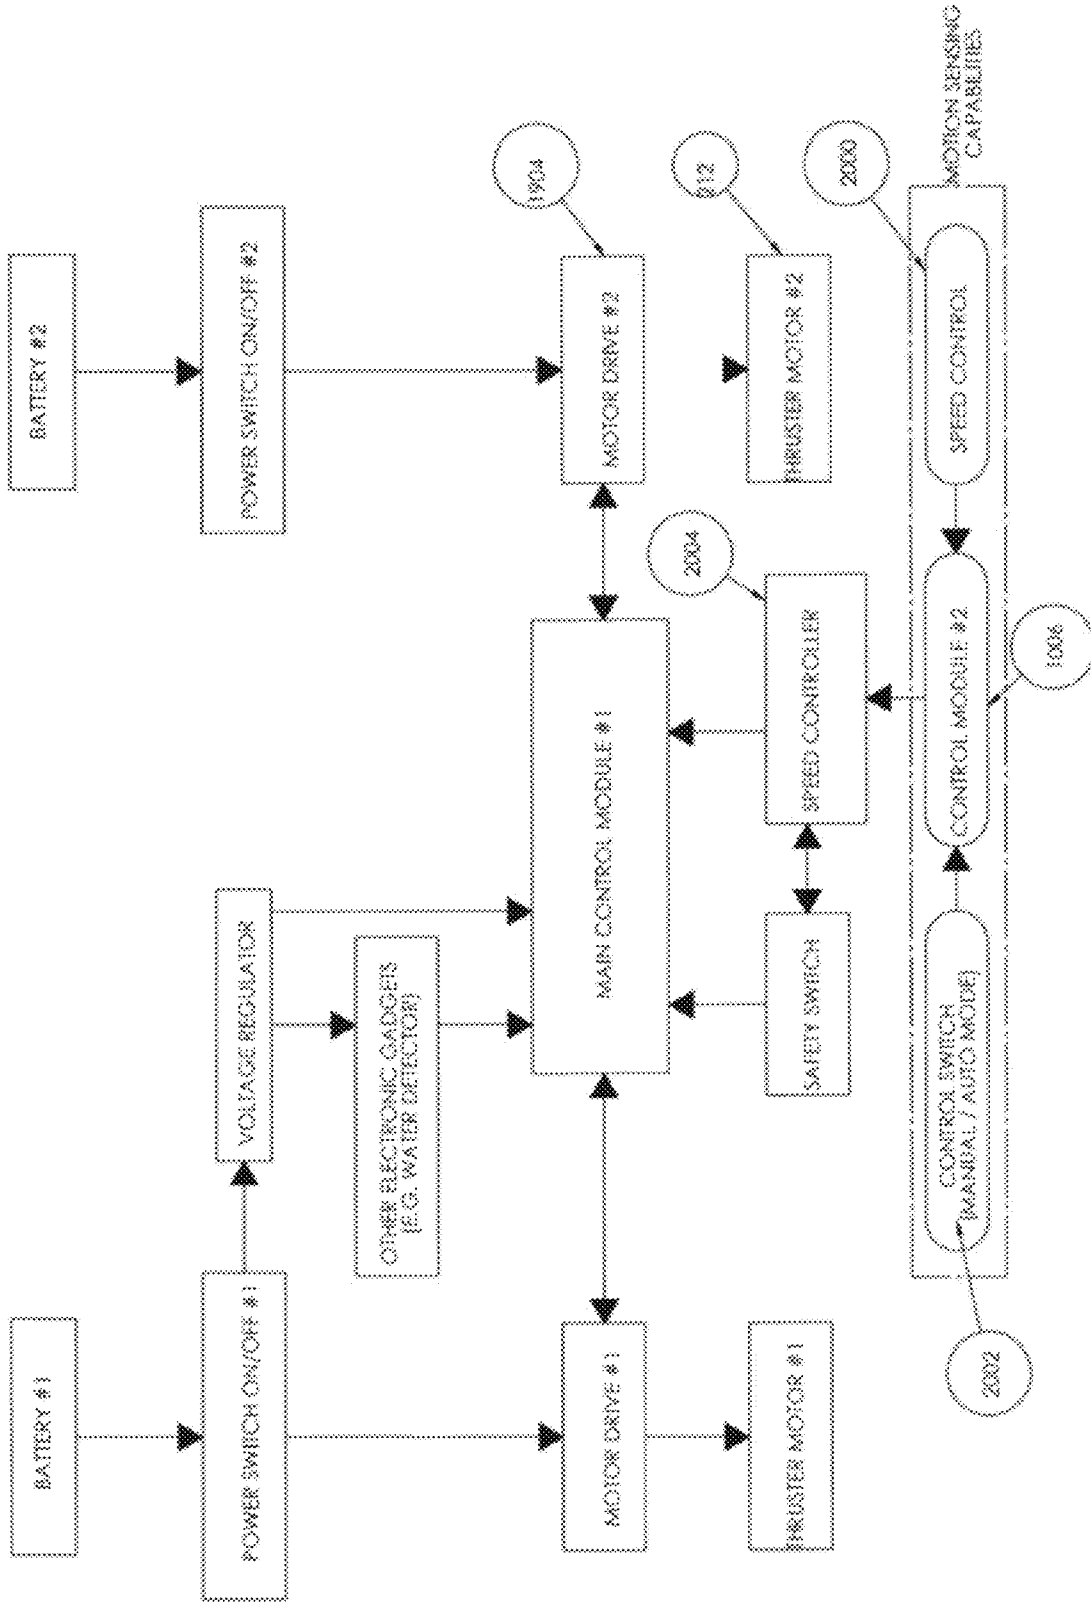 BATTERY #1
BATTERY #2
POWER SWITCH ON/OFF #1
VOLTAGE REGULATOR
POWER SWITCH ON/OFF #2
OTHER ELECTRONIC GADGETS
[E.G. WATER DETECTOR]
MOTOR DRIVE #1
MAIN CONTROL MODULE #1
MOTOR DRIVE #2
1904
THRUSTER MOTOR #1
SAFETY SWITCH
SPEED CONTROLLER
2004
THRUSTER MOTOR #2
212
2002
CONTROL SWITCH
[MANUAL / AUTO MODE]
CONTROL MODULE #2
1006
SPEED CONTROL
2000
MOTION SENSING
CAPABILITIES